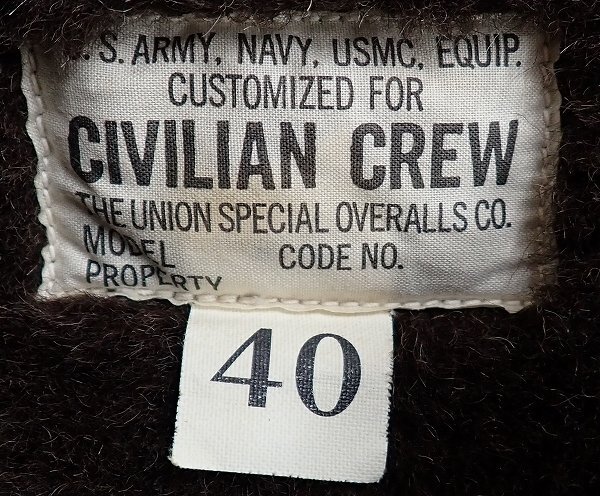 . S. ARMY, NAVY, USMC, EQUIP.
CUSTOMIZED FOR
CIVILIAN CREW
THE UNION SPECIAL OVERALLS CO.
MODEL CODE NO.
PROPERTY
40